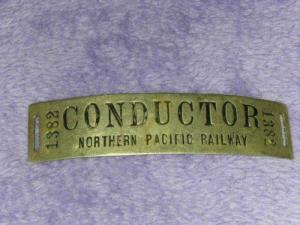 1382
CONDUCTOR
NORTHERN PACIFIC RAILWAY
1382